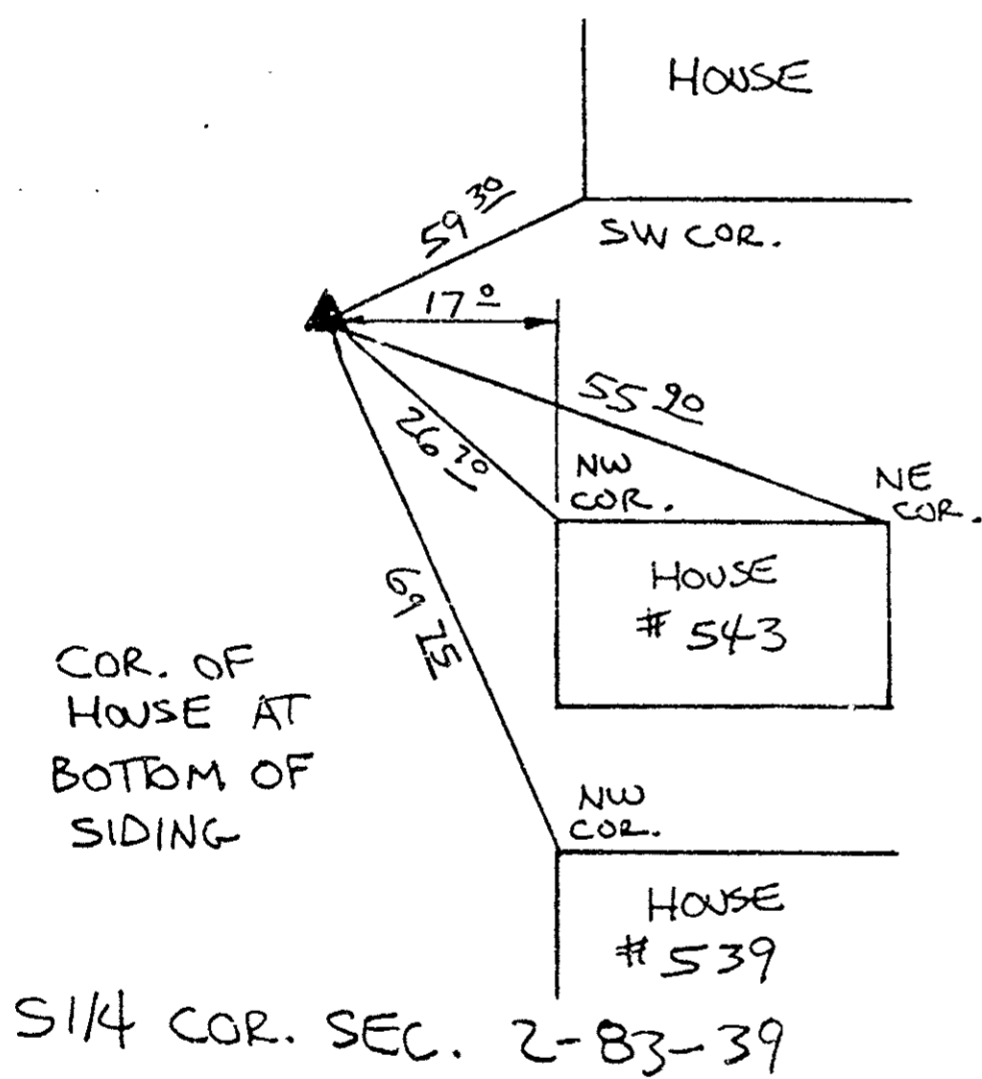 HOUSE
59 30
SW COR.
17 0
55 90
26 70
NW
COR.
NE
COR.
HOUSE
# 543
69 75
COR. OF
HOUSE AT
BOTTOM OF
SIDING
NW
COR.
HOUSE
# 539
S1/4 COR. SEC. 2-83-39